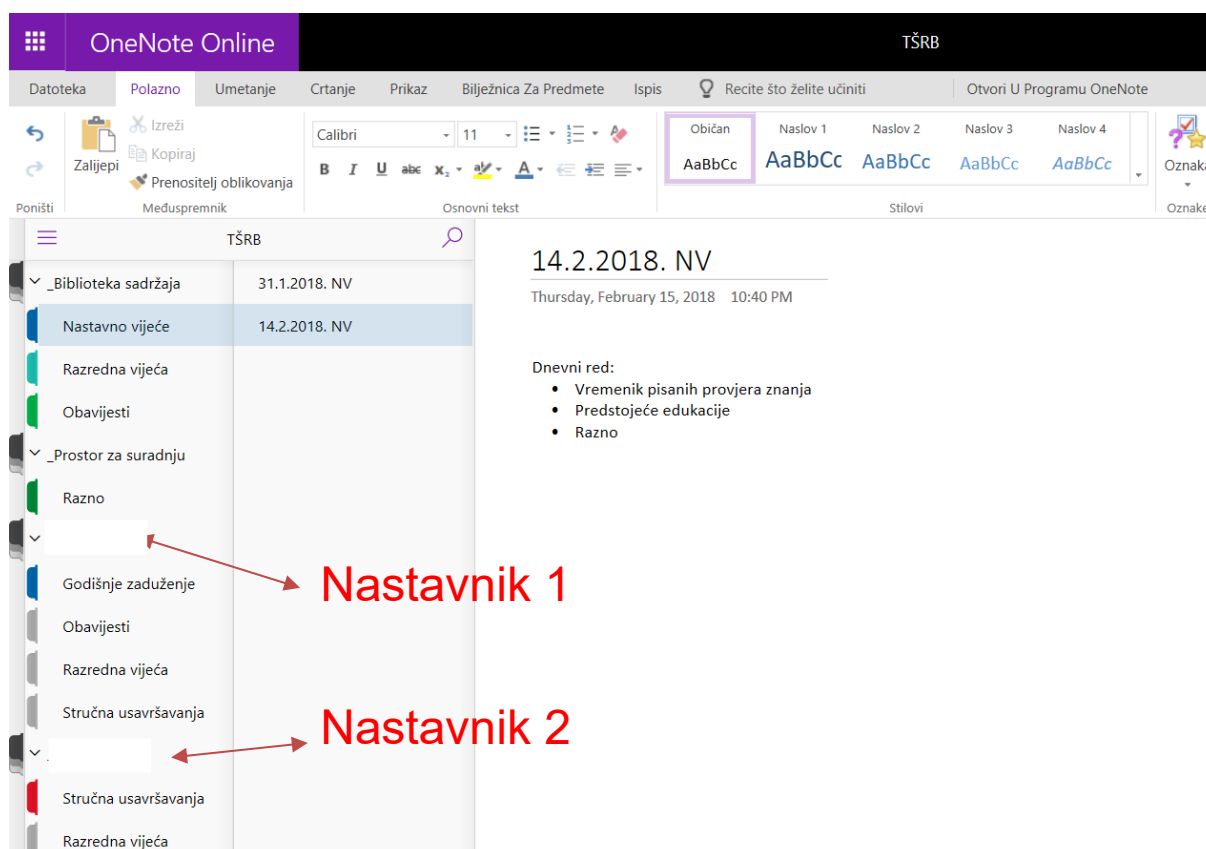 OneNote Online
TŠRB
Datoteka Polazno Umetanje Crtanje Prikaz Bilježnica Za Predmete Ispis Recite što želite učiniti Otvori U Programu OneNote
Zalijepi
Izreži
Kopiraj
Prenositelj oblikovanja
Calibri 11
B I U abc x₂ A
Običan Naslov 1 Naslov 2 Naslov 3 Naslov 4
AaBbCc AaBbCc AaBbCc AaBbCc AaBbCc
Oznaka
Poništi Međuspremnik Osnovni tekst Stilovi Oznake
TŠRB
_Biblioteka sadržaja
Nastavno vijeće
Razredna vijeća
Obavijesti
_Prostor za suradnju
Razno
Godišnje zaduženje
Obavijesti
Razredna vijeća
Stručna usavršavanja
Stručna usavršavanja
Razredna vijeća
31.1.2018. NV
14.2.2018. NV
14.2.2018. NV
Thursday, February 15, 2018 10:40 PM
Dnevni red:
• Vremenik pisanih provjera znanja
• Predstojeće edukacije
• Razno
Nastavnik 1
Nastavnik 2